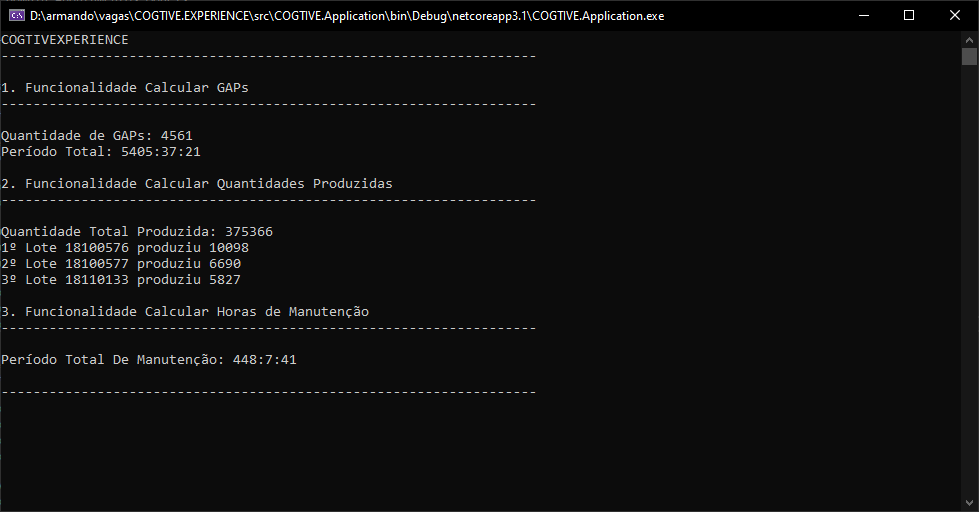 D:\armando\vagas\COGTIVE.EXPERIENCE\src\COGTIVE.Application\bin\Debug\netcoreapp3.1\COGTIVE.Application.exe
COGTIVEXPERIENCE
-------------------------------------------------------------------
1. Funcionalidade Calcular GAPs
-------------------------------------------------------------------
Quantidade de GAPs: 4561
Período Total: 5405:37:21
2. Funcionalidade Calcular Quantidades Produzidas
-------------------------------------------------------------------
Quantidade Total Produzida: 375366
1º Lote 18100576 produziu 10098
2º Lote 18100577 produziu 6690
3º Lote 18110133 produziu 5827
3. Funcionalidade Calcular Horas de Manutenção
-------------------------------------------------------------------
Período Total De Manutenção: 448:7:41
-------------------------------------------------------------------